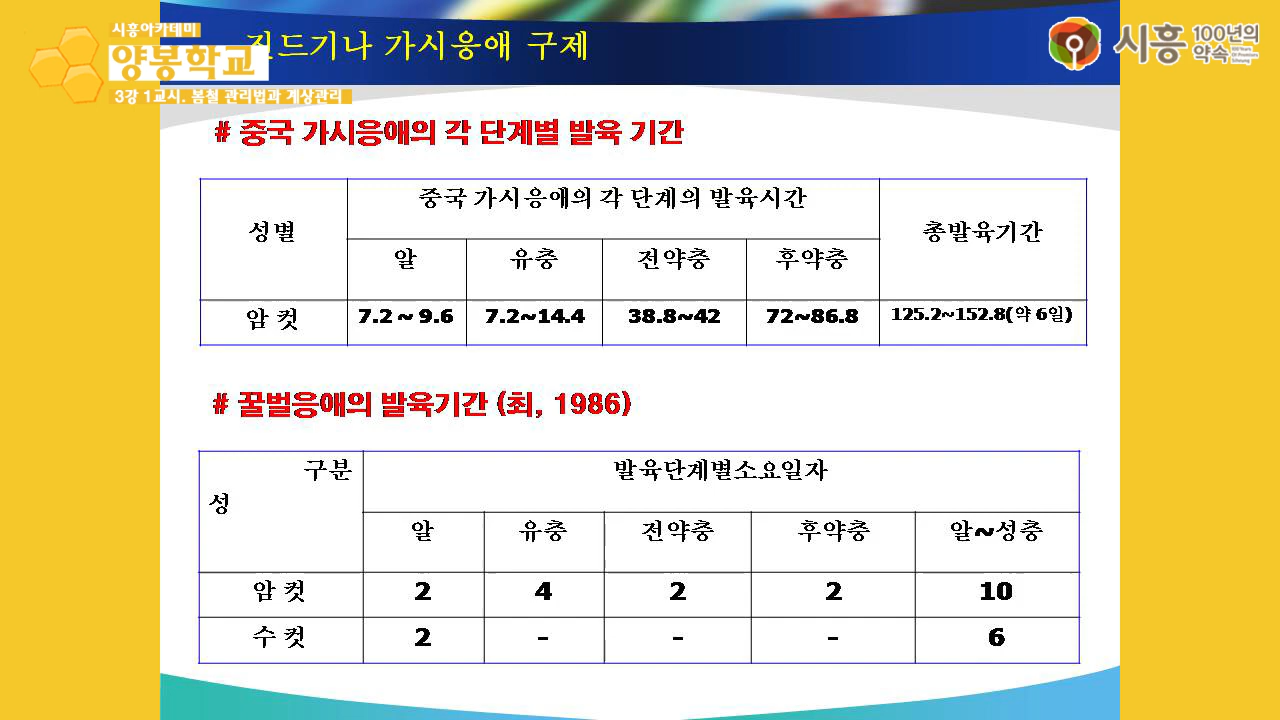 시흥아카데미
양봉학교
3강 1교시. 봄철 관리법과 계상관리
진드기나 가시응애 구제
시흥 100년의 약속
# 중국 가시응애의 각 단계별 발육 기간
성별 중국 가시응애의 각 단계의 발육시간 총발육기간
알 유충 전약충 후약충
암 컷 7.2 ~ 9.6 7.2~14.4 38.8~42 72~86.8 125.2~152.8(약 6일)
# 꿀벌응애의 발육기간 (최, 1986)
구분 발육단계별소요일자
성
알 유충 전약충 후약충 알~성충
암 컷 2 4 2 2 10
수 컷 2 - - - 6